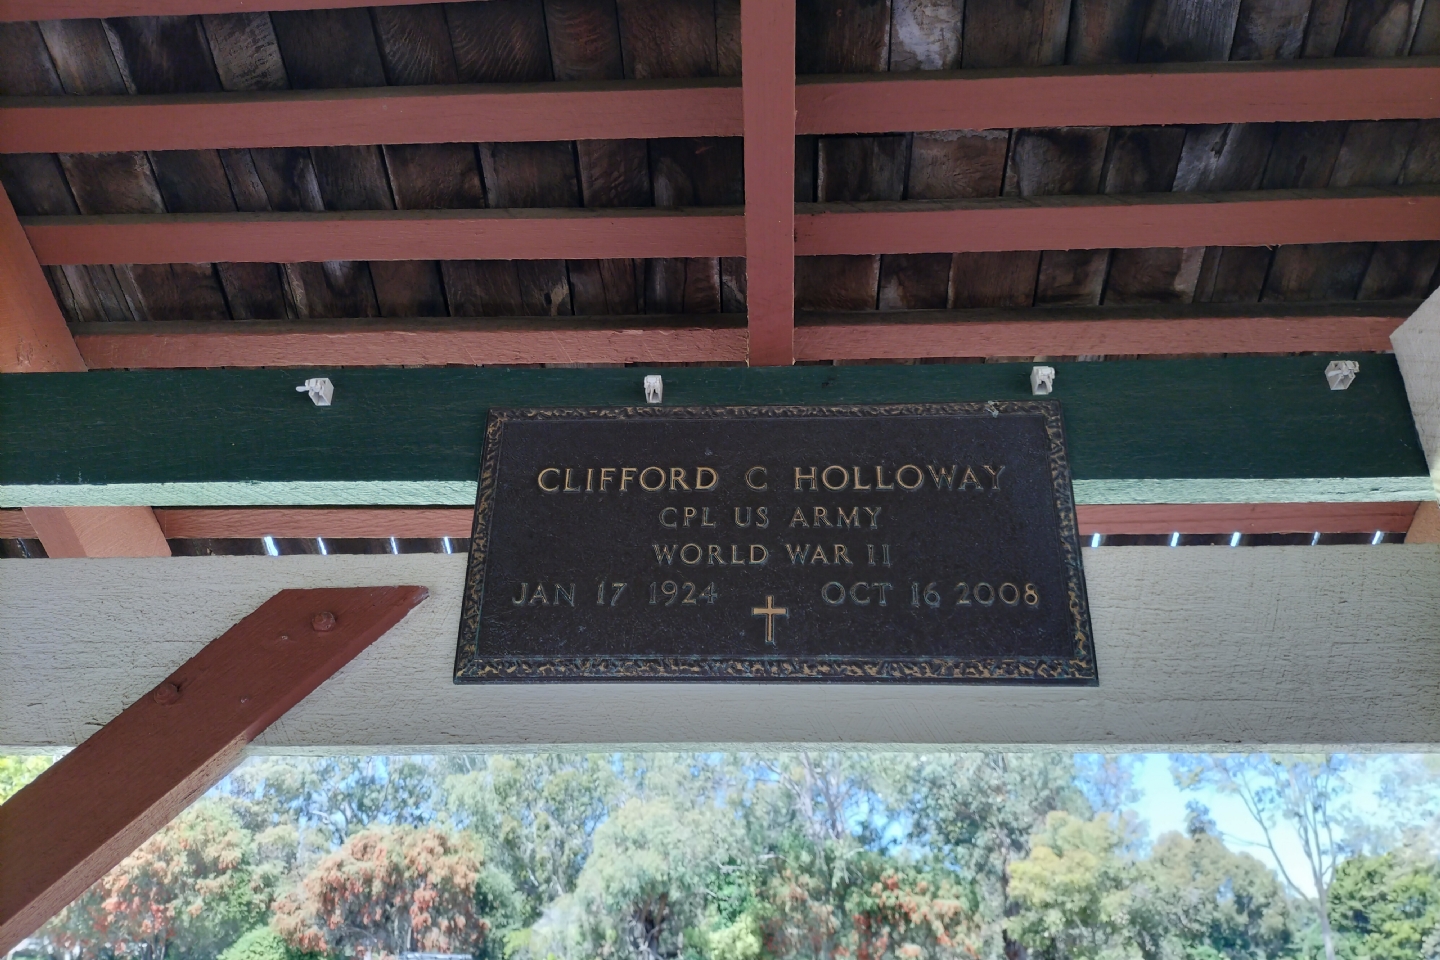 CLIFFORD C HOLLOWAY
CPL US ARMY
WORLD WAR II
JAN 17 1924 OCT 16 2008